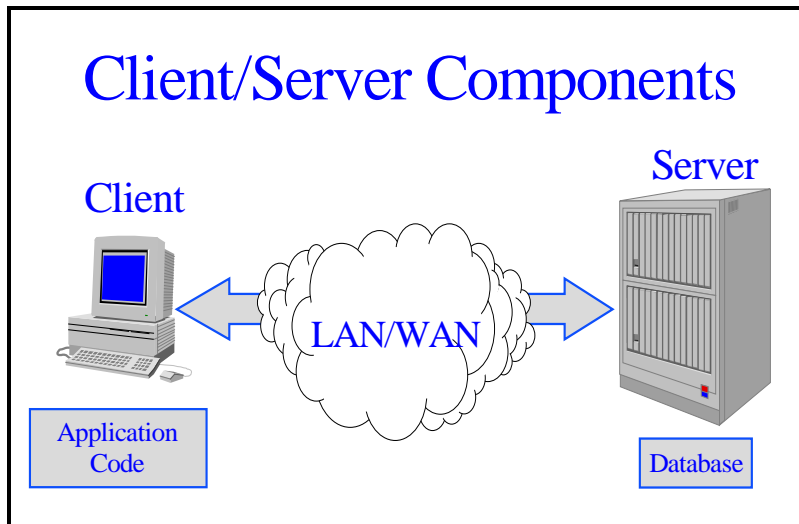 Client/Server Components
Client
Server
LAN/WAN
Application
Code
Database